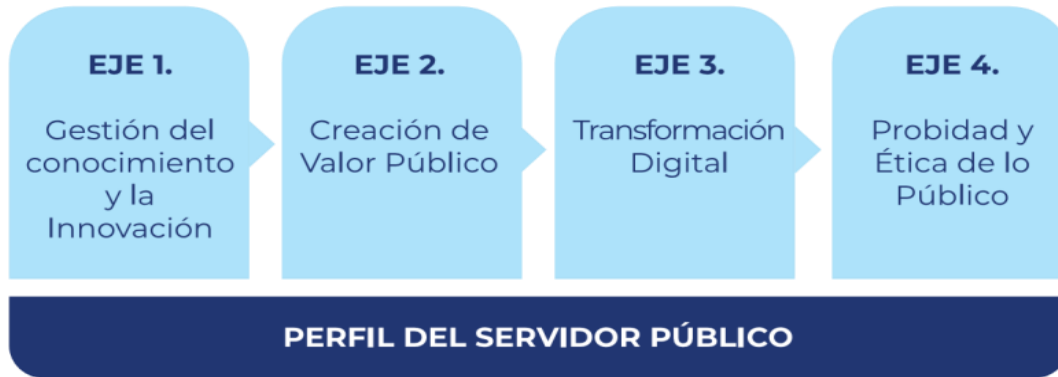 EJE 1.
Gestión del
conocimiento
y la
Innovación
EJE 2.
Creación de
Valor Público
EJE 3.
Transformación
Digital
EJE 4.
Probidad y
Ética de lo
Público
PERFIL DEL SERVIDOR PÚBLICO